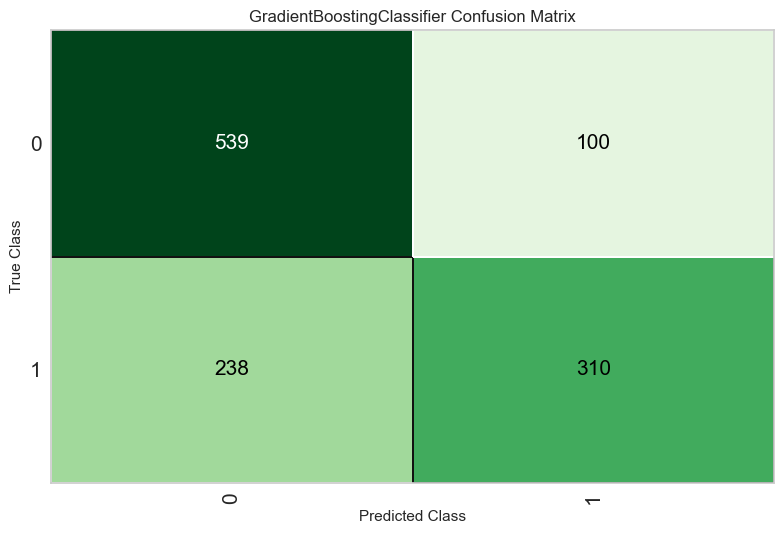 GradientBoostingClassifier Confusion Matrix
0
539
100
True Class
1
238
310
0
1
Predicted Class